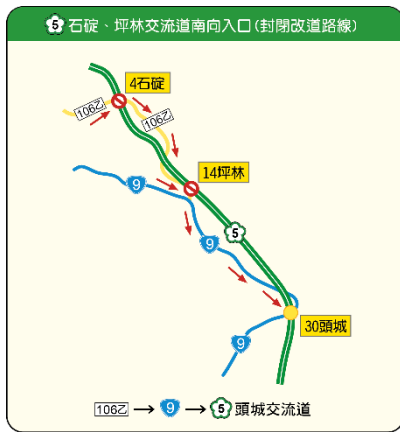 5 石碇、坪林交流道南向入口(封閉改道路線)
4石碇
106乙
106乙
14坪林
9
5
9
30頭城
9
106乙 → 9 → 5 頭城交流道